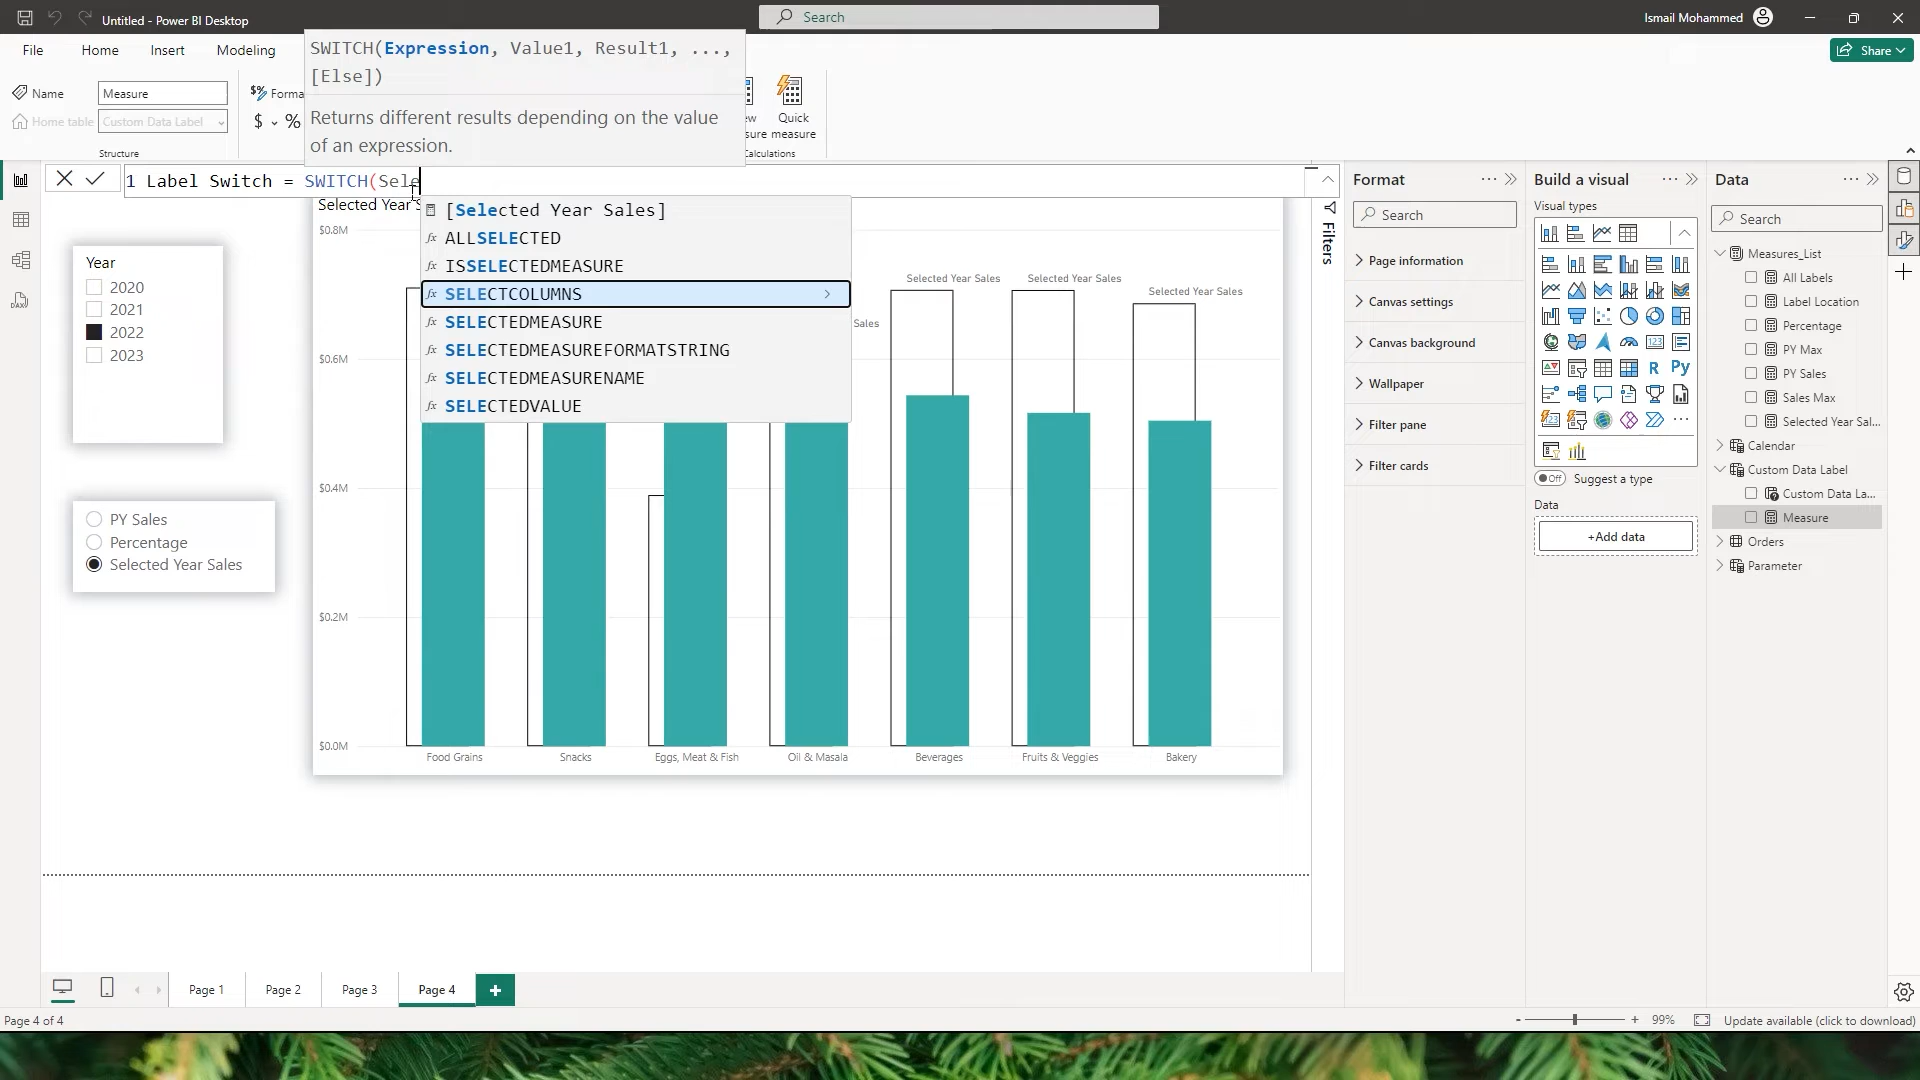 Untitled - Power BI Desktop
Search
Ismail Mohammed
File
Home
Insert
Modeling
Share
SWITCH(Expression, Value1, Result1, ...,
[Else])
Returns different results depending on the value
of an expression.
Name
Measure
Home table
Custom Data Label
Structure
Forma
$
%
Quick
measure
Calculations
1 Label Switch = SWITCH(Sele
Selected Year S
[Selected Year Sales]
ALLSELECTED
ISSELECTEDMEASURE
SELECTCOLUMNS
SELECTEDMEASURE
SELECTEDMEASUREFORMATSTRING
SELECTEDMEASURENAME
SELECTEDVALUE
Year
2020
2021
2022
2023
PY Sales
Percentage
Selected Year Sales
$0.8M
$0.6M
$0.4M
$0.2M
$0.0M
Sales
Selected Year Sales
Selected Year Sales
Selected Year Sales
Food Grains
Snacks
Eggs, Meat & Fish
Oil & Masala
Beverages
Fruits & Veggies
Bakery
Filters
Format
Search
Page information
Canvas settings
Canvas background
Wallpaper
Filter pane
Filter cards
Build a visual
Visual types
R
Py
Off
Suggest a type
Data
+Add data
Data
Search
Measures_List
All Labels
Label Location
Percentage
PY Max
PY Sales
Sales Max
Selected Year Sal...
Calendar
Custom Data Label
Custom Data La...
Measure
Orders
Parameter
Page 1
Page 2
Page 3
Page 4
Page 4 of 4
99%
Update available (click to download)